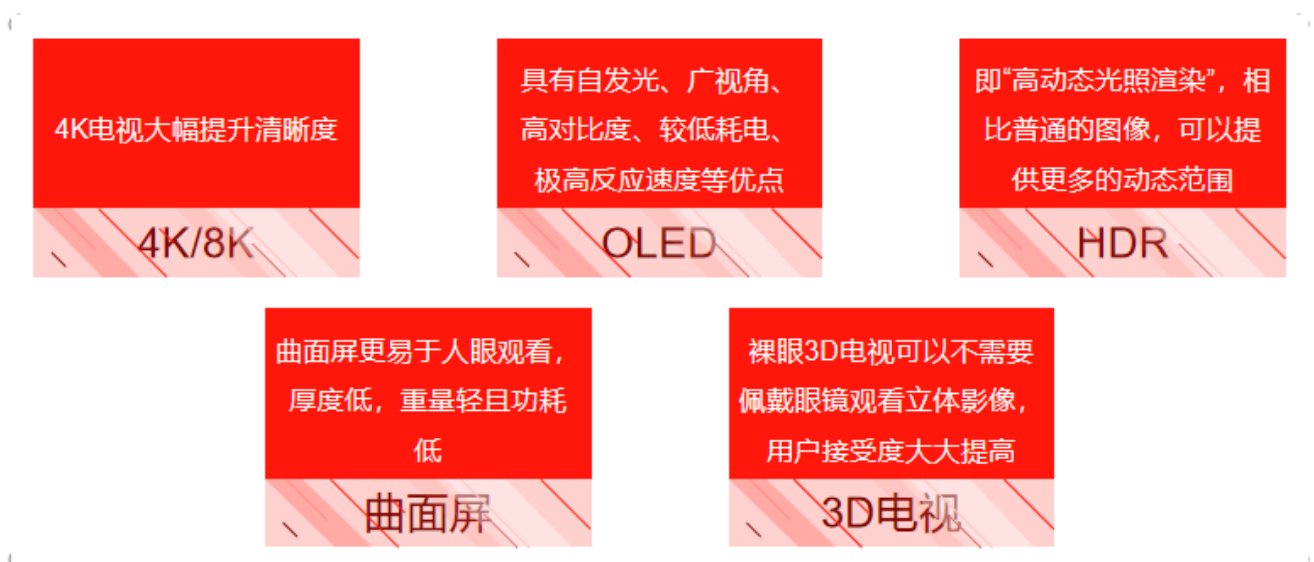 4K电视大幅提升清晰度
4K/8K
具有自发光、广视角、
高对比度、较低耗电、
极高反应速度等优点
OLED
即“高动态光照渲染”，相
比普通的图像，可以提
供更多的动态范围
HDR
曲面屏更易于人眼观看，
厚度低，重量轻且功耗
低
曲面屏
裸眼3D电视可以不需要
佩戴眼镜观看立体影像，
用户接受度大大提高
3D电视